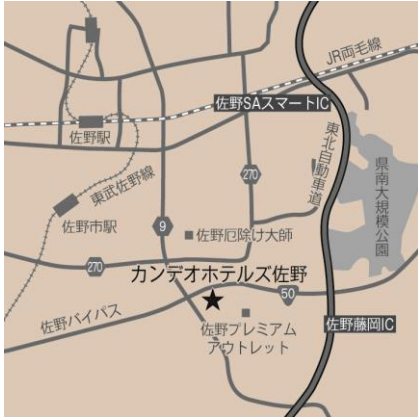 JR両毛線
佐野SAスマートIC
佐野駅
東北自動車道
270
県南大規模公園
東武佐野線
佐野市駅
9
佐野厄除け大師
270
カンデオホテルズ佐野
50
佐野バイパス
佐野プレミアム
アウトレット
佐野藤岡IC